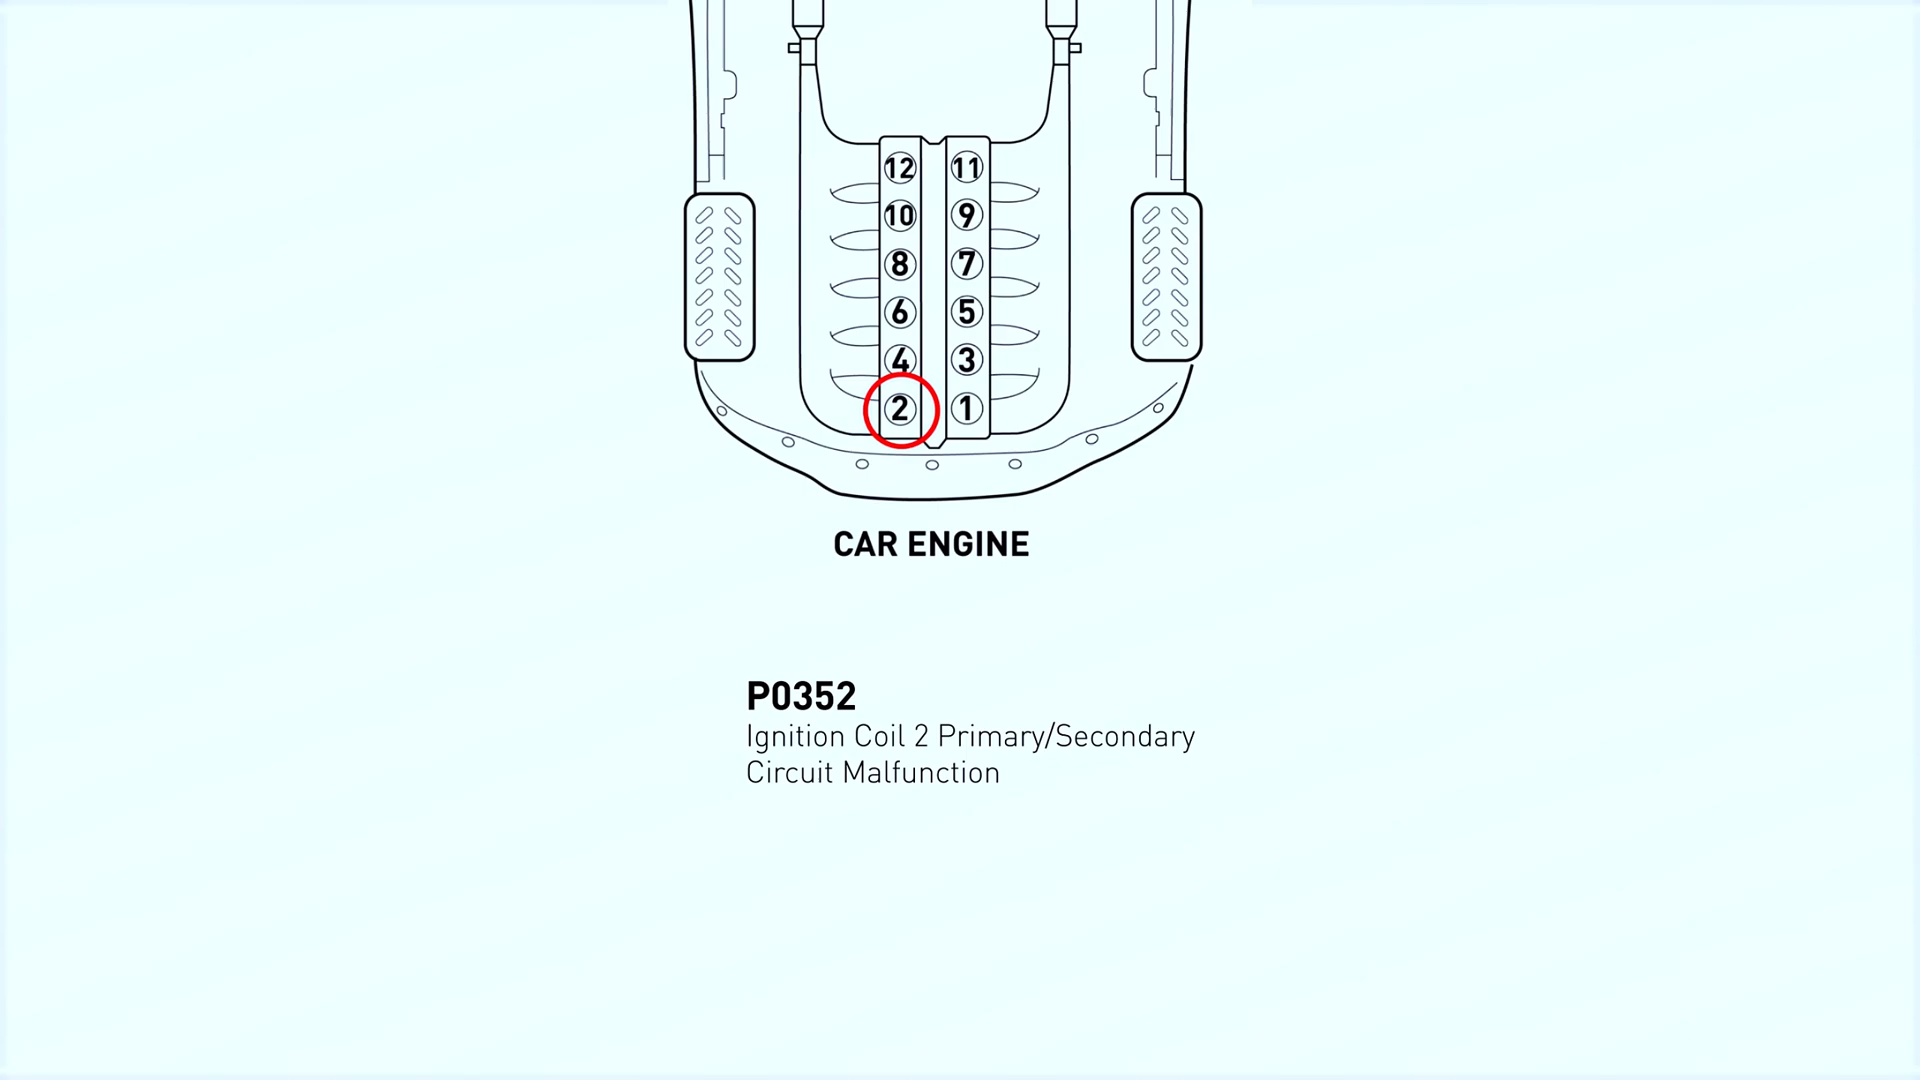 12 11
10 9
8 7
6 5
4 3
2 1
CAR ENGINE
P0352
Ignition Coil 2 Primary/Secondary
Circuit Malfunction